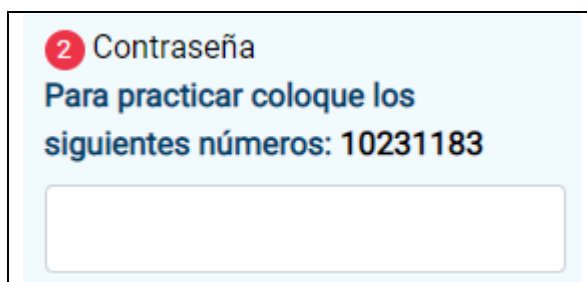 2 Contraseña
Para practicar coloque los
siguientes números: 10231183